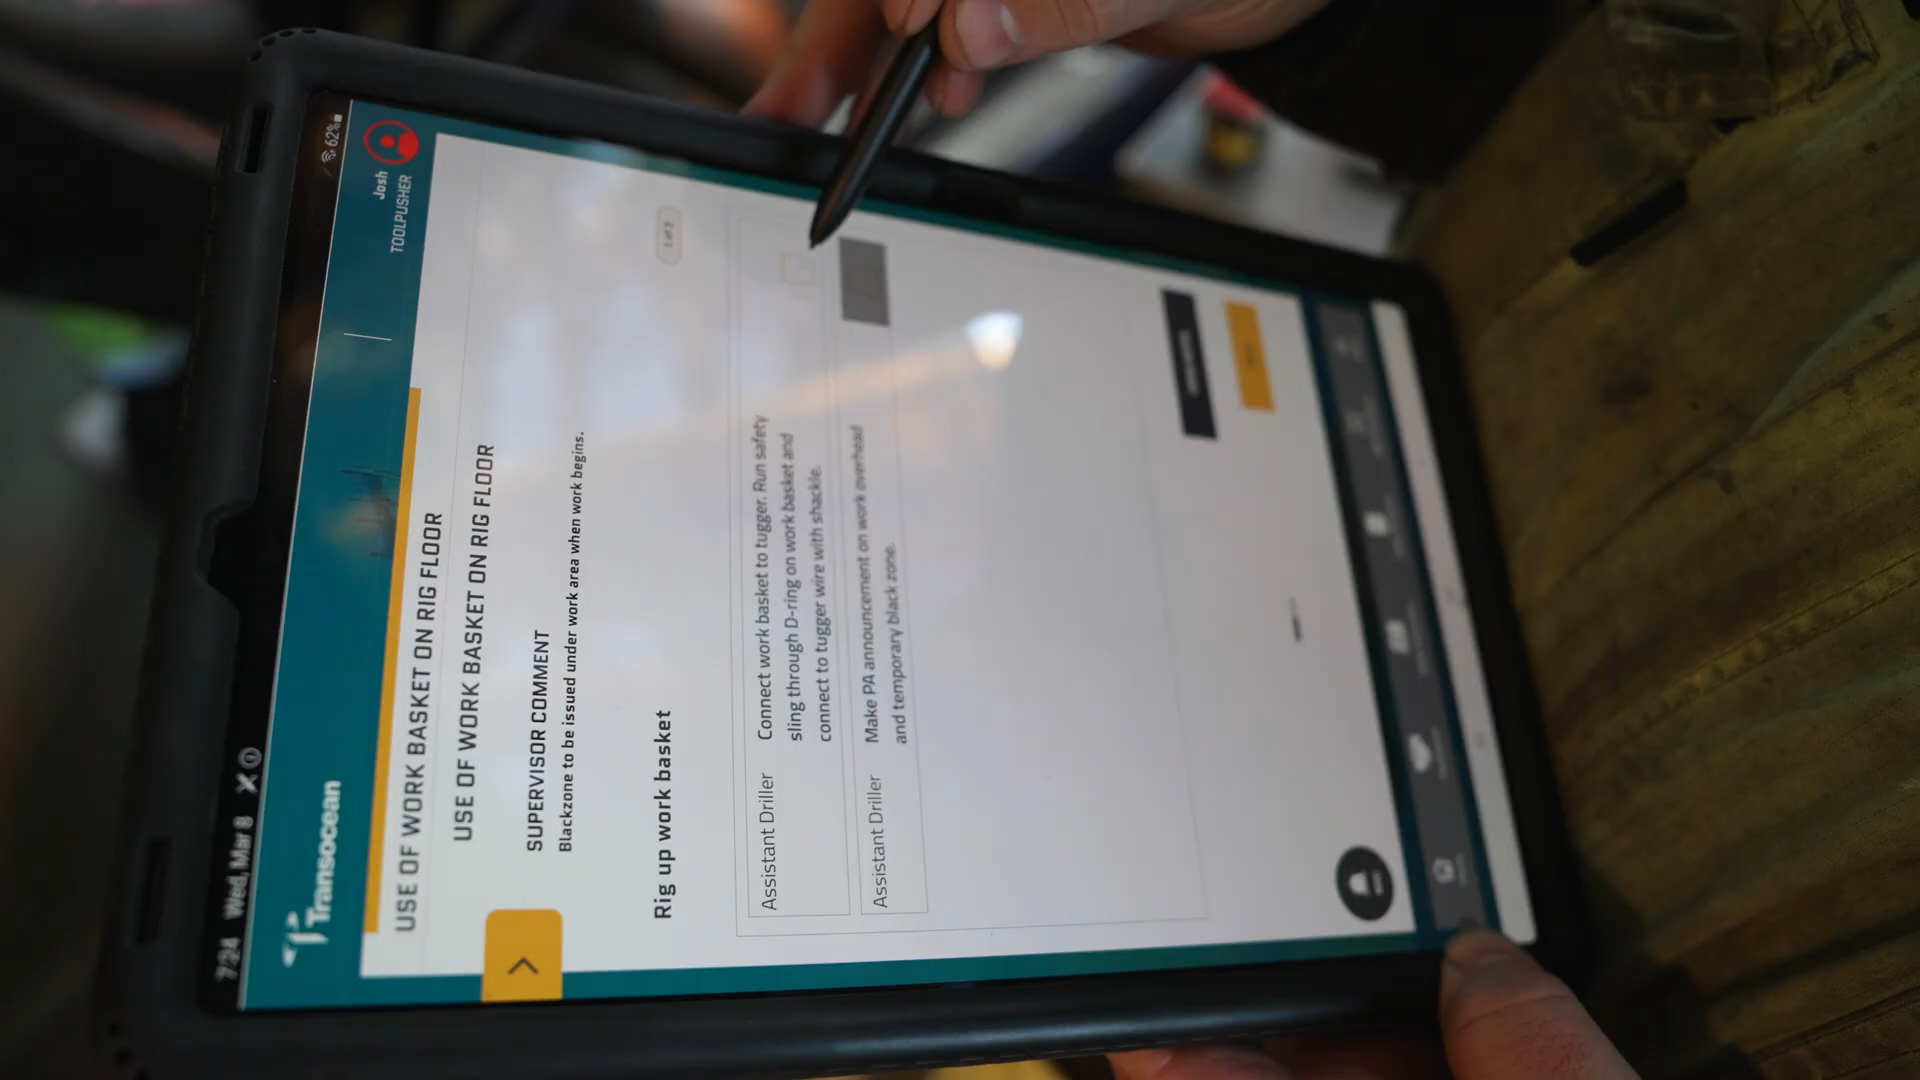 7:24 Wed, Mar 8
62%
Transocean
Josh
TOOLPUSHER
USE OF WORK BASKET ON RIG FLOOR
USE OF WORK BASKET ON RIG FLOOR
SUPERVISOR COMMENT
Blackzone to be issued under work area when work begins.
Rig up work basket
Assistant Driller
Connect work basket to tugger. Run safety
sling through D-ring on work basket and
connect to tugger wire with shackle.
Assistant Driller
Make PA announcement on work overhead
and temporary black zone.